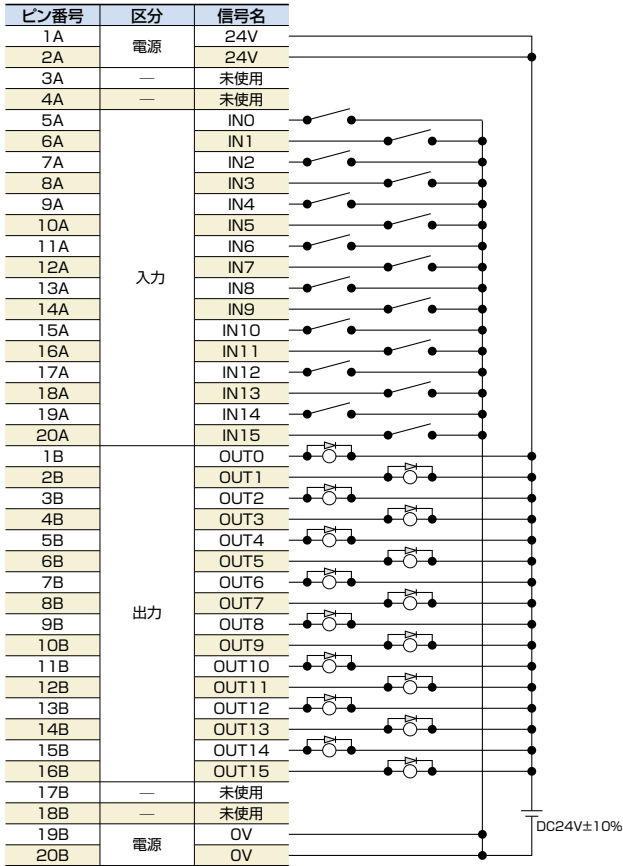 ピン番号 区分 信号名
1A 電源 24V
2A 24V
3A — 未使用
4A — 未使用
5A 入力 IN0
6A IN1
7A IN2
8A IN3
9A IN4
10A IN5
11A IN6
12A IN7
13A IN8
14A IN9
15A IN10
16A IN11
17A IN12
18A IN13
19A IN14
20A IN15
1B 出力 OUT0
2B OUT1
3B OUT2
4B OUT3
5B OUT4
6B OUT5
7B OUT6
8B OUT7
9B OUT8
10B OUT9
11B OUT10
12B OUT11
13B OUT12
14B OUT13
15B OUT14
16B OUT15
17B — 未使用
18B — 未使用
DC24V±10%
19B 電源 0V
20B 0V